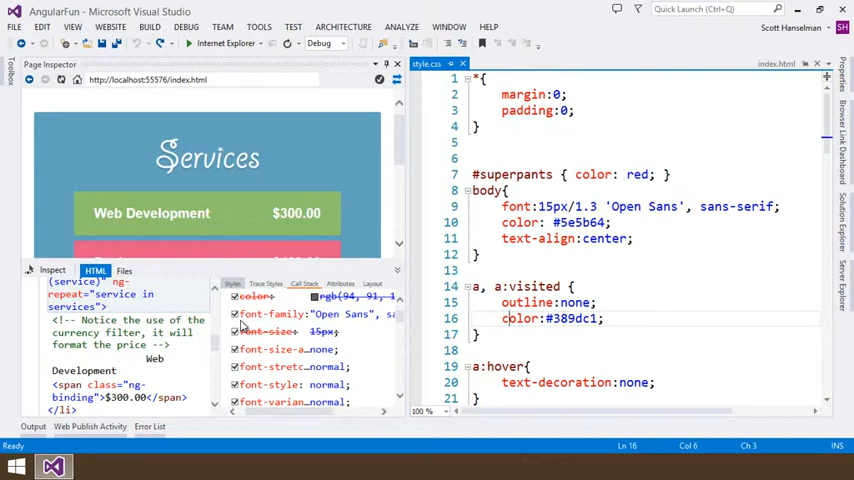 AngularFun
Quick Launch (Ctrl+Q)
FILE EDIT VIEW WEBSITE BUILD DEBUG TEAM TOOLS TEST ARCHITECTURE ANALYZE WINDOW HELP
Scott Hanselman SH
Internet Explorer Debug
Toolbox
Page Inspector
http://localhost:55576/index.html
Services
Web Development $300.00
Inspect HTML Files
(service)" ng-
repeat="service in
services">
<!-- Notice the use of the
currency filter, it will
format the price -->
Web
Development
<span class="ng-
binding">$300.00</span>
</li>
Styles Trace Styles Call Stack Attributes Layout
color: rgb(94, 91, 1
font-family:"Open Sans", sa
font-size: 15px;
font-size-a…none;
font-stretc…normal;
font-style: normal;
font-varian…normal;
style.css
index.html
1 *{
2 margin:0;
3 padding:0;
4 }
5
6
7 #superpants { color: red; }
8 body{
9 font:15px/1.3 'Open Sans', sans-serif;
10 color: #5e5b64;
11 text-align:center;
12 }
13
14 a, a:visited {
15 outline:none;
16 color:#389dc1;
17 }
18
19 a:hover{
20 text-decoration:none;
21 }
100 %
Properties
Browser Link Dashboard
Solution Explorer
Output Web Publish Activity Error List
Ready Ln 16 Col 6 Ch 3 INS